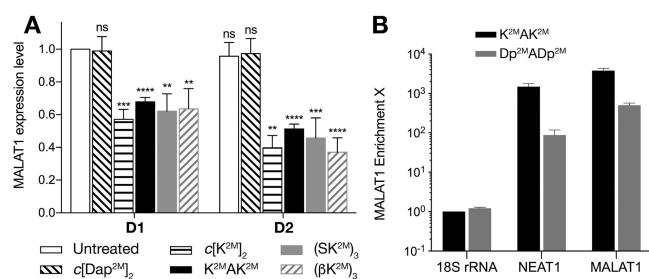 A
MALAT1 expression level
1.0
0.8
0.6
0.4
0.2
0.0
ns
***
****
**
**
ns
**
****
***
****
D1
D2
Untreated
c[K²ᴹ]₂
(SK²ᴹ)₃
c[Dap²ᴹ]₂
K²ᴹAK²ᴹ
(βK²ᴹ)₃
B
K²ᴹAK²ᴹ
Dp²ᴹADp²ᴹ
MALAT1 Enrichment X
10⁴
10³
10²
10¹
10⁰
10⁻¹
18S rRNA
NEAT1
MALAT1